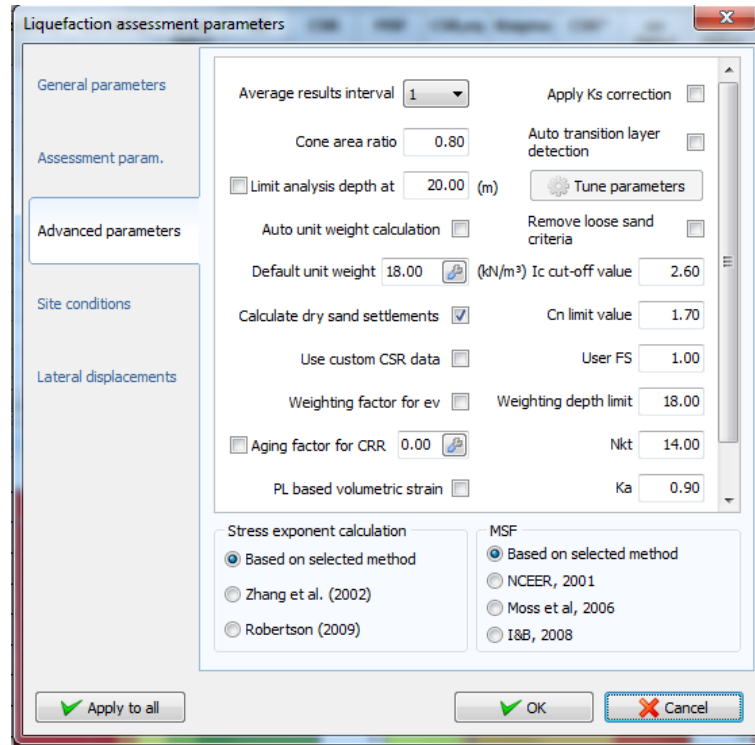 Liquefaction assessment parameters
General parameters
Assessment param.
Advanced parameters
Site conditions
Lateral displacements
Average results interval 1
Apply Ks correction
Cone area ratio 0.80
Auto transition layer
detection
Limit analysis depth at 20.00 (m)
Tune parameters
Auto unit weight calculation
Remove loose sand
criteria
Default unit weight 18.00 (kN/m³) Ic cut-off value 2.60
Calculate dry sand settlements
Cn limit value 1.70
Use custom CSR data
User FS 1.00
Weighting factor for ev
Weighting depth limit 18.00
Aging factor for CRR 0.00
Nkt 14.00
PL based volumetric strain
Ka 0.90
Stress exponent calculation
Based on selected method
Zhang et al. (2002)
Robertson (2009)
MSF
Based on selected method
NCEER, 2001
Moss et al, 2006
I&B, 2008
Apply to all
OK
Cancel